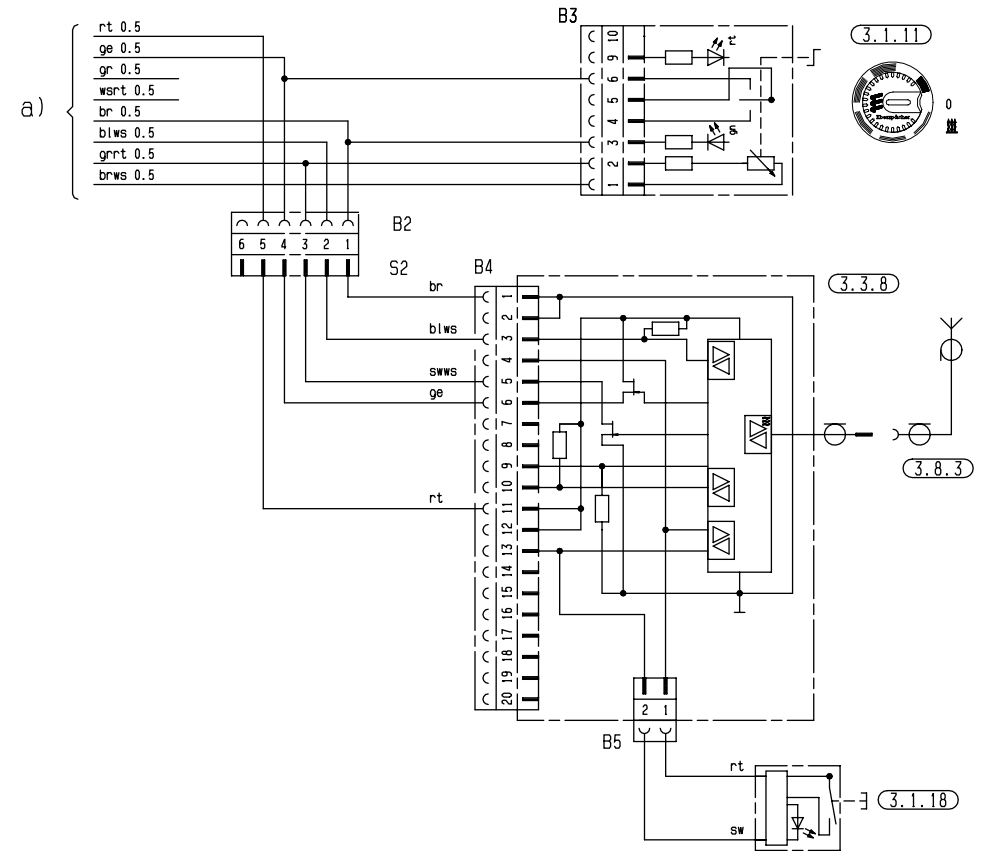 a)
rt 0.5
ge 0.5
gr 0.5
wsrt 0.5
br 0.5
blws 0.5
grrt 0.5
brws 0.5
B3
10
9
6
5
4
3
2
1
rt
gn
3.1.11
Eberspächer
0
6 5 4 3 2 1
B2
S2
B4
br
blws
swws
ge
rt
1
2
3
4
5
6
7
8
9
10
11
12
13
14
15
16
17
18
19
20
3.3.8
3.8.3
2 1
B5
rt
sw
3.1.18